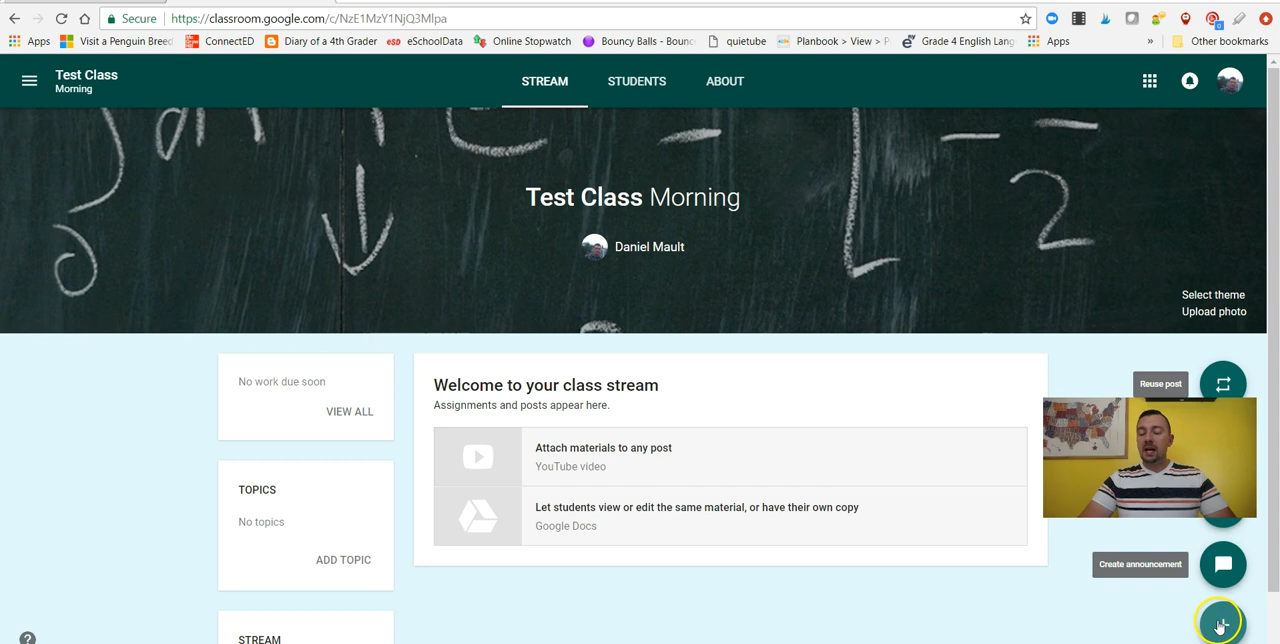 Secure https://classroom.google.com/c/NzE1MzY1NjQ3Mlpa
Apps Visit a Penguin Breed ConnectED Diary of a 4th Grader esD eSchoolData Online Stopwatch Bouncy Balls - Bounc quietube Planbook > View > P Grade 4 English Lang Apps » Other bookmarks
Test Class
Morning
STREAM STUDENTS ABOUT
2
Test Class Morning
Daniel Mault
Select theme
Upload photo
No work due soon
VIEW ALL
Welcome to your class stream
Assignments and posts appear here.
Reuse post
Attach materials to any post
YouTube video
TOPICS
No topics
Let students view or edit the same material, or have their own copy
Google Docs
ADD TOPIC
Create announcement
STREAM